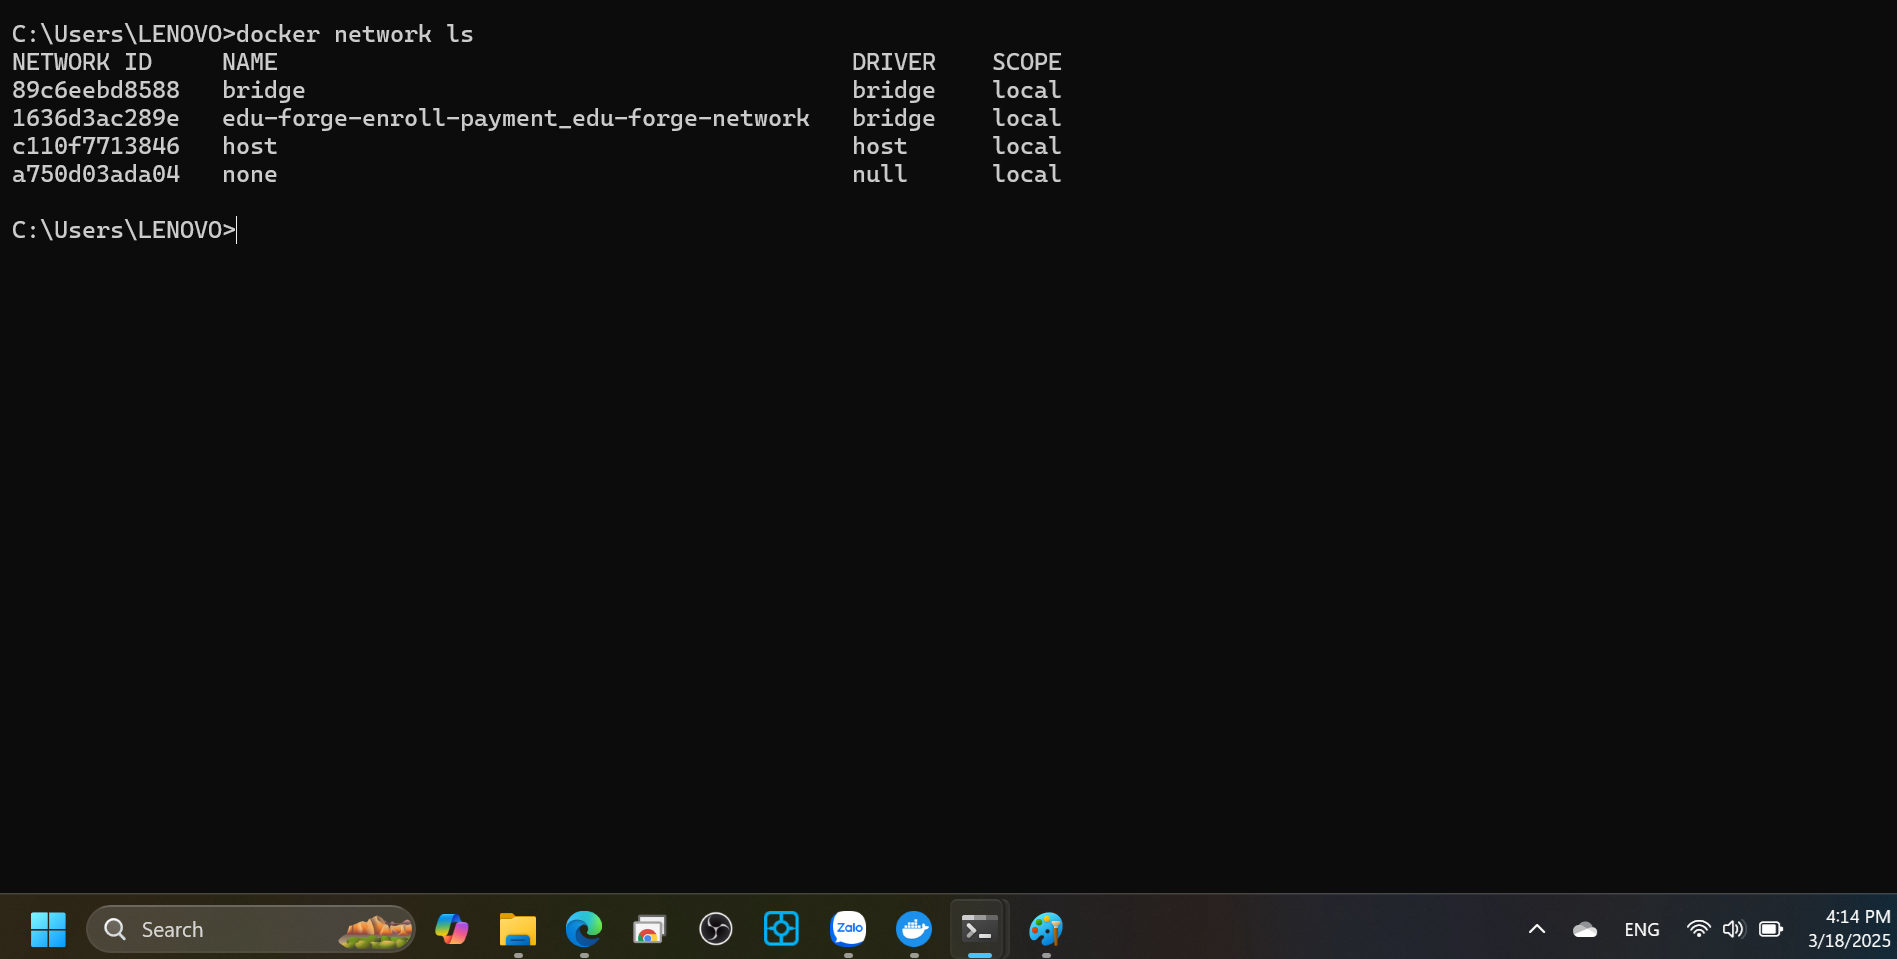 C:\Users\LENOVO>docker network ls
NETWORK ID     NAME                                         DRIVER    SCOPE
89c6eebd8588   bridge                                       bridge    local
1636d3ac289e   edu-forge-enroll-payment_edu-forge-network   bridge    local
c110f7713846   host                                         host      local
a750d03ada04   none                                         null      local
C:\Users\LENOVO>
Search
Zalo
ENG
4:14 PM
3/18/2025